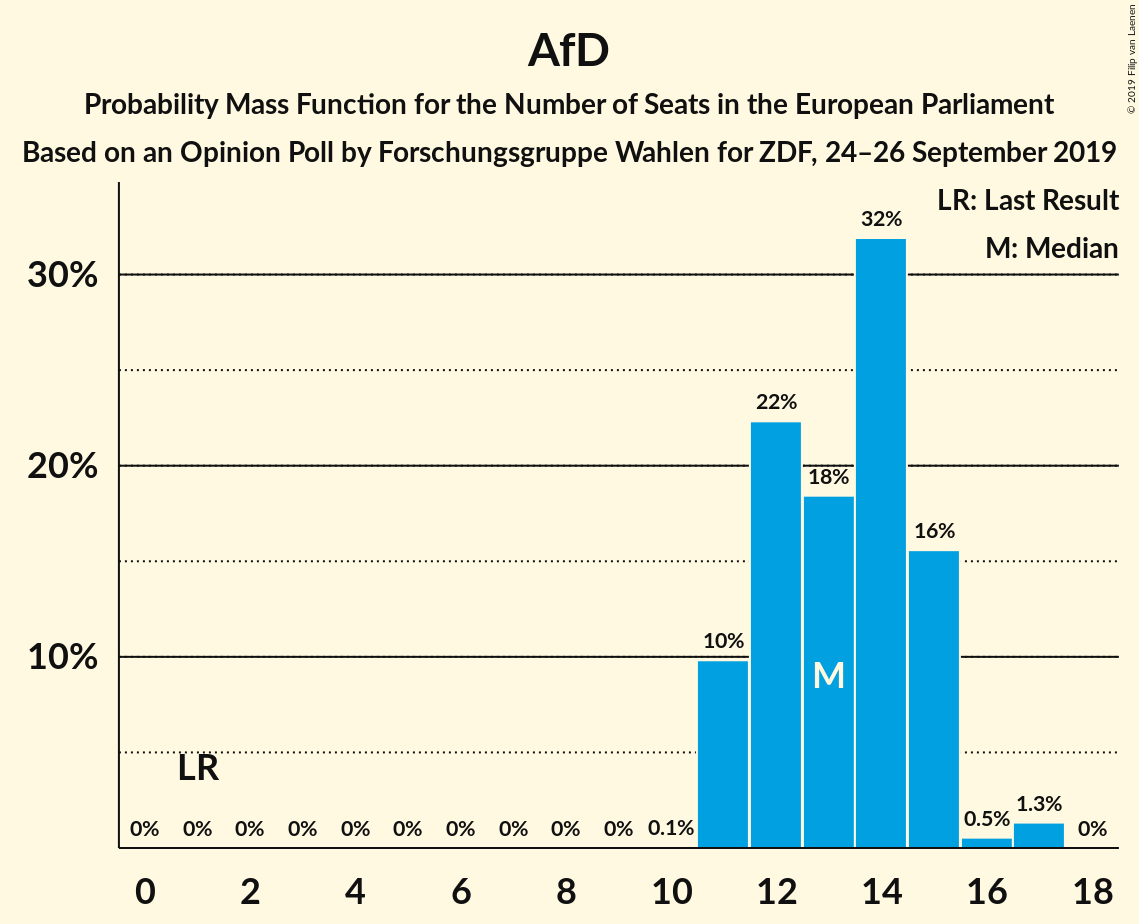 AfD
Probability Mass Function for the Number of Seats in the European Parliament
Based on an Opinion Poll by Forschungsgruppe Wahlen for ZDF, 24–26 September 2019
© 2019 Filip van Laenen
LR: Last Result
M: Median
32%
30%
22%
20%
18%
16%
10%
10%
M
LR
0% 0% 0% 0% 0% 0% 0% 0% 0% 0% 0.1% 0.5% 1.3% 0%
0 2 4 6 8 10 12 14 16 18